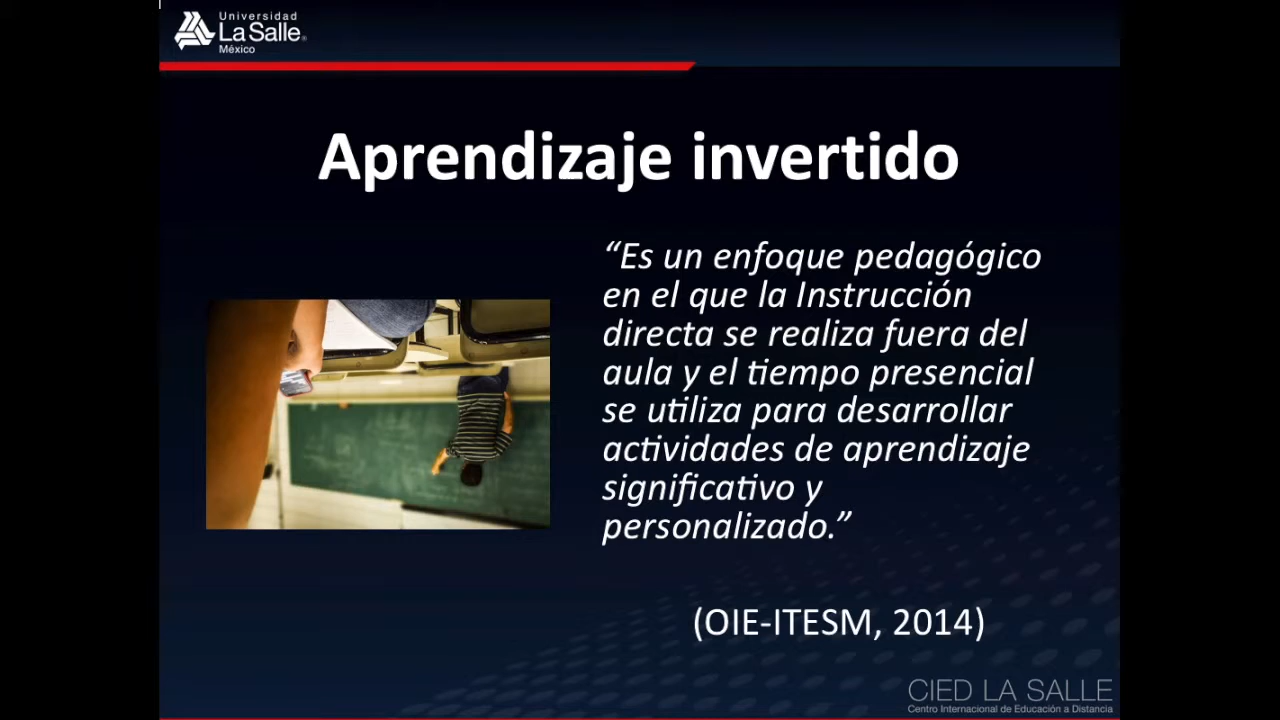 Universidad
La Salle®
México
Aprendizaje invertido
“Es un enfoque pedagógico
en el que la Instrucción
directa se realiza fuera del
aula y el tiempo presencial
se utiliza para desarrollar
actividades de aprendizaje
significativo y
personalizado.”
(OIE-ITESM, 2014)
CIED LA SALLE
Centro Internacional de Educación a Distancia